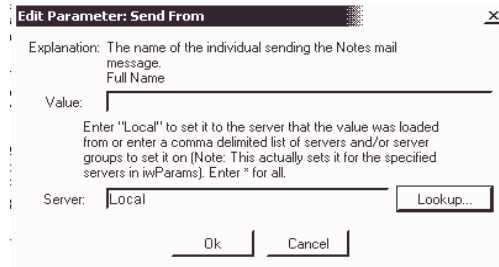 Edit Parameter: Send From
Explanation: The name of the individual sending the Notes mail
message.
Full Name
Value:
Enter "Local" to set it to the server that the value was loaded
from or enter a comma delimited list of servers and/or server
groups to set it on (Note: This actually sets it for the specified
servers in iwParams). Enter * for all.
Server: Local Lookup...
Ok Cancel